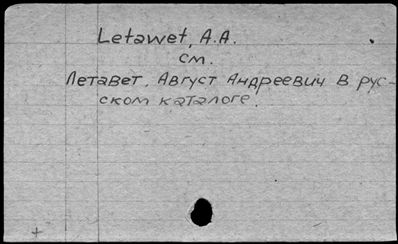 Letawet, A.A.
см.
Летавет, Август Андреевич в рус-
ском каталоге.